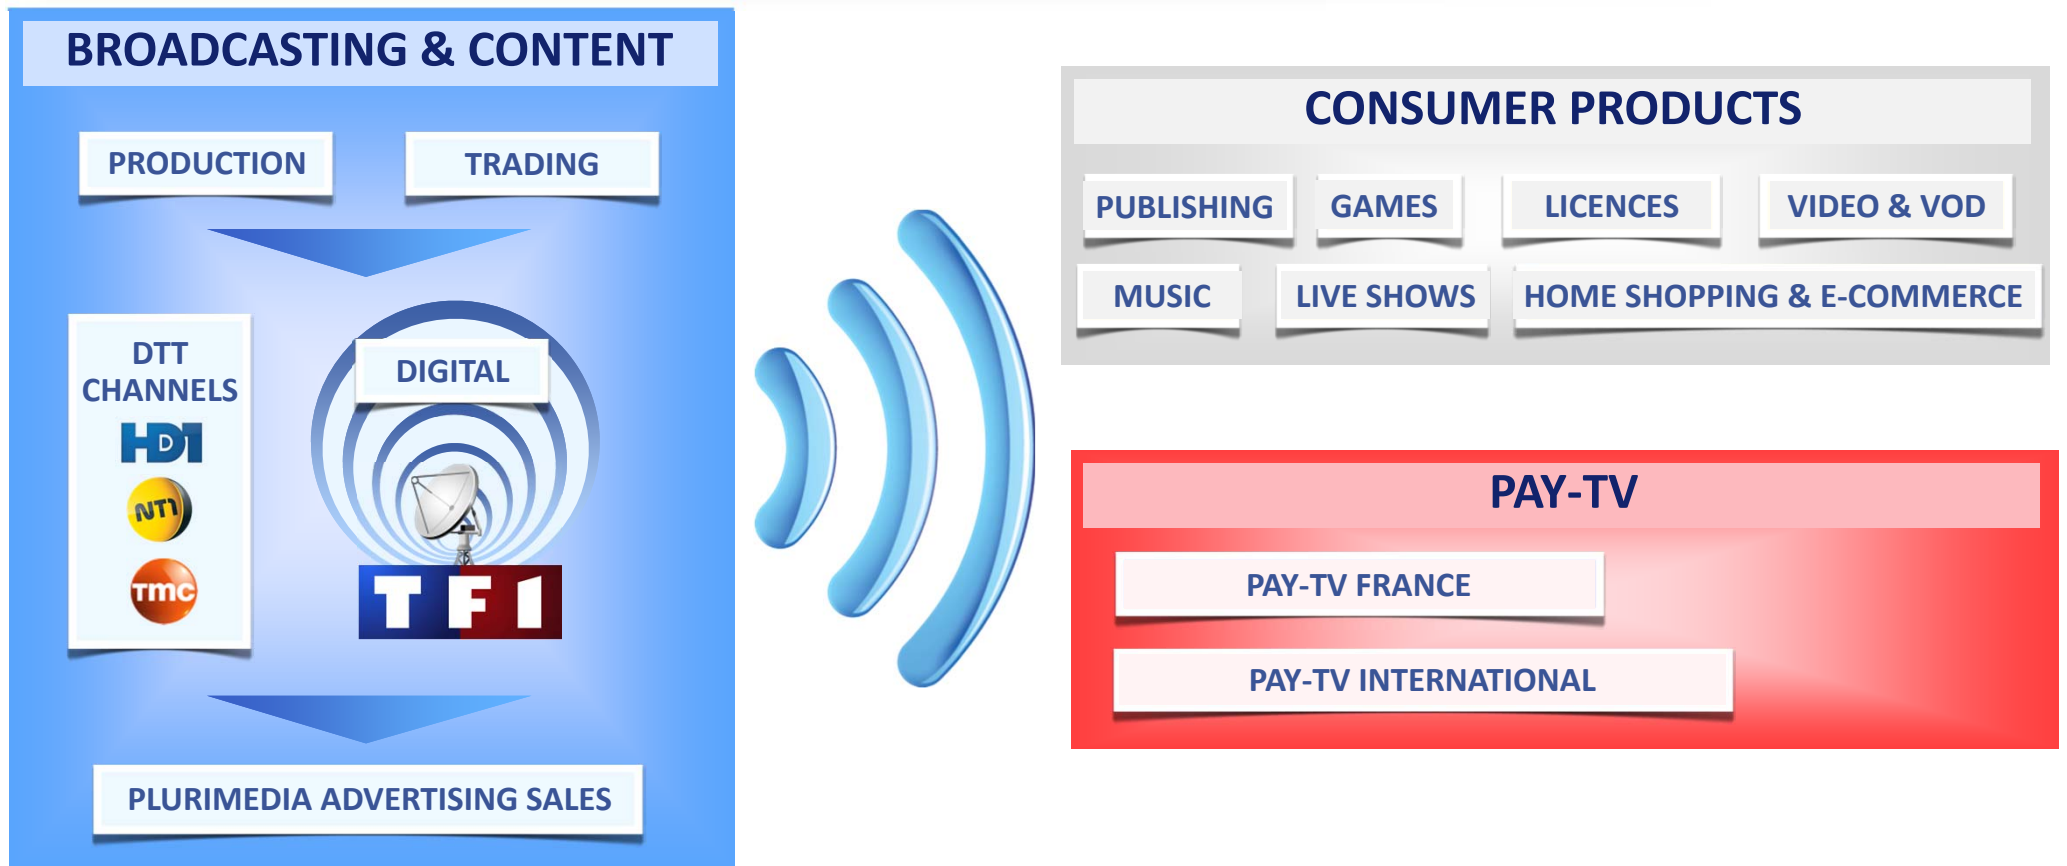 BROADCASTING & CONTENT
PRODUCTION
TRADING
DTT
CHANNELS
HD1
NT1
TMC
DIGITAL
TF1
PLURIMEDIA ADVERTISING SALES
CONSUMER PRODUCTS
PUBLISHING
GAMES
LICENCES
VIDEO & VOD
MUSIC
LIVE SHOWS
HOME SHOPPING & E-COMMERCE
PAY-TV
PAY-TV FRANCE
PAY-TV INTERNATIONAL